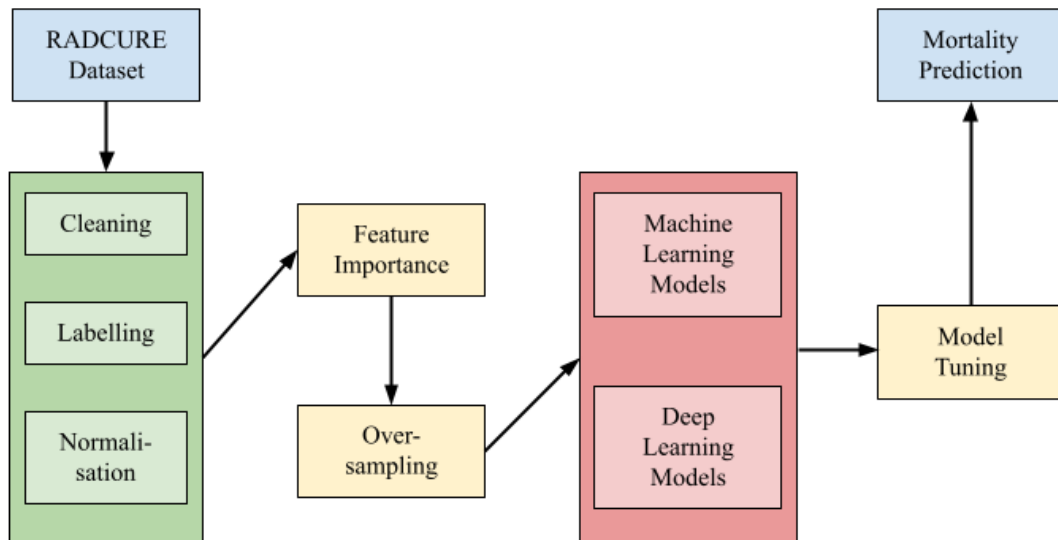 RADCURE
Dataset
Cleaning
Labelling
Normali-
sation
Feature
Importance
Over-
sampling
Machine
Learning
Models
Deep
Learning
Models
Model
Tuning
Mortality
Prediction